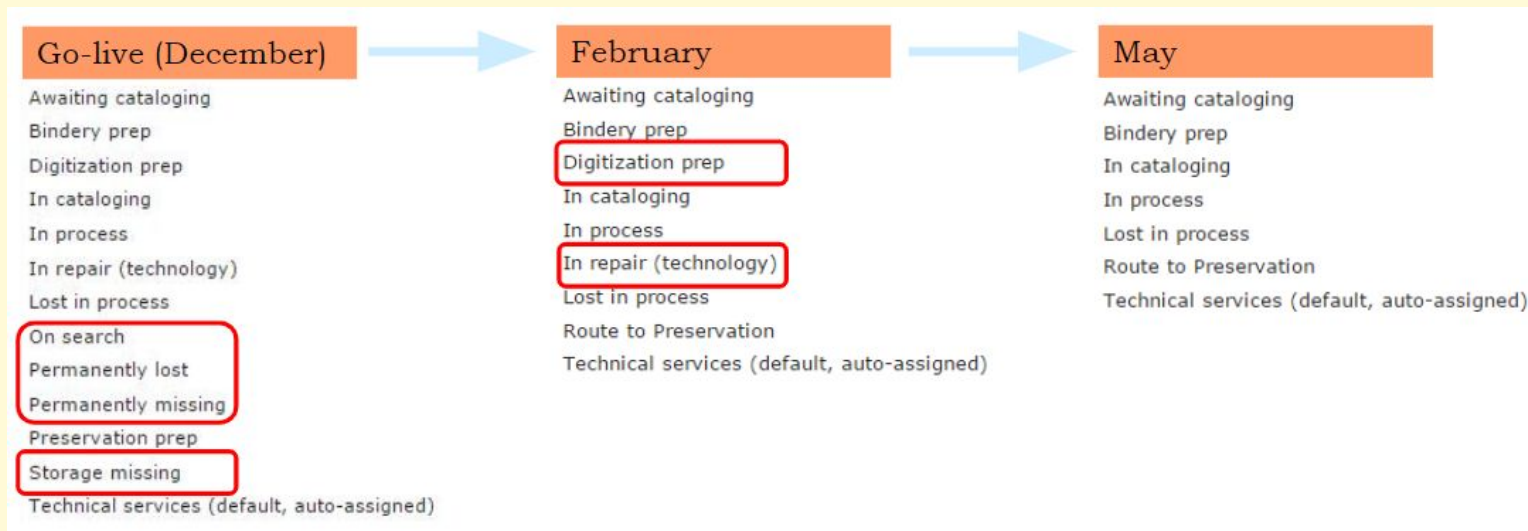 Go-live (December)
Awaiting cataloging
Bindery prep
Digitization prep
In cataloging
In process
In repair (technology)
Lost in process
On search
Permanently lost
Permanently missing
Preservation prep
Storage missing
Technical services (default, auto-assigned)
February
Awaiting cataloging
Bindery prep
Digitization prep
In cataloging
In process
In repair (technology)
Lost in process
Route to Preservation
Technical services (default, auto-assigned)
May
Awaiting cataloging
Bindery prep
In cataloging
In process
Lost in process
Route to Preservation
Technical services (default, auto-assigned)